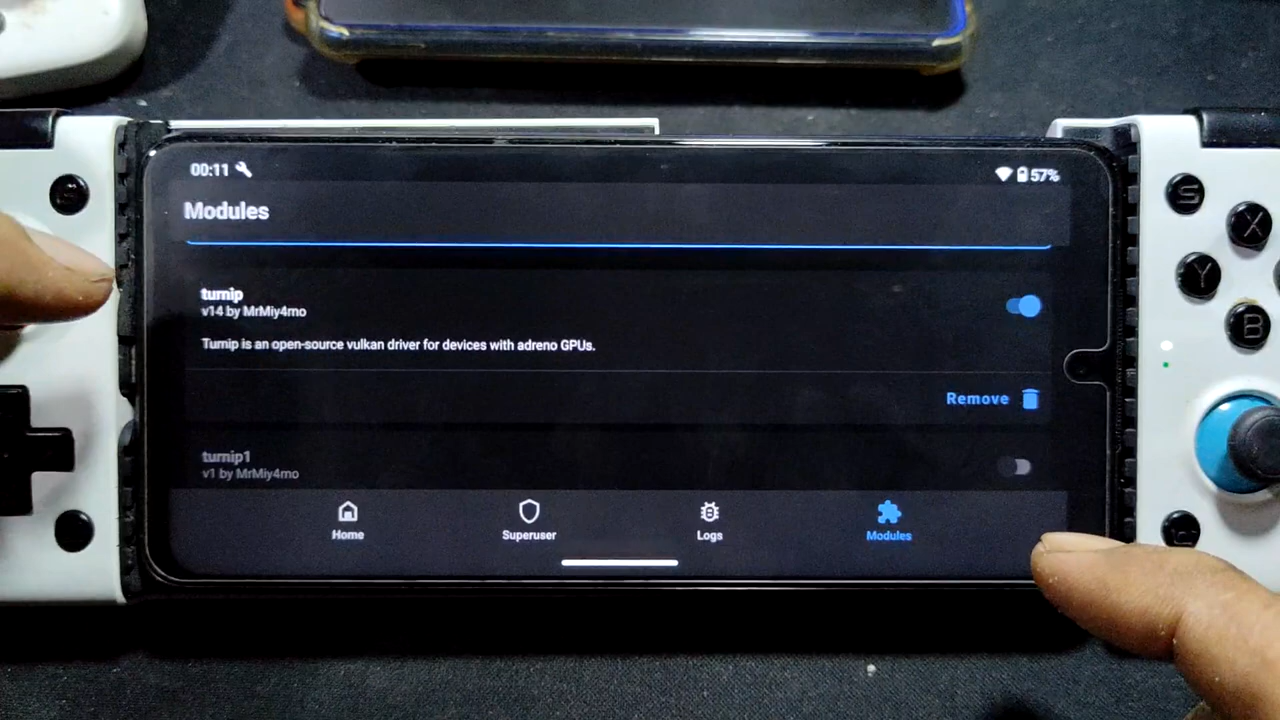 00:11
57%
Modules
turnip
v14 by MrMiy4mo
Turnip is an open-source vulkan driver for devices with adreno GPUs.
Remove
turnip1
v1 by MrMiy4mo
Home
Superuser
Logs
Modules
S
X
Y
B